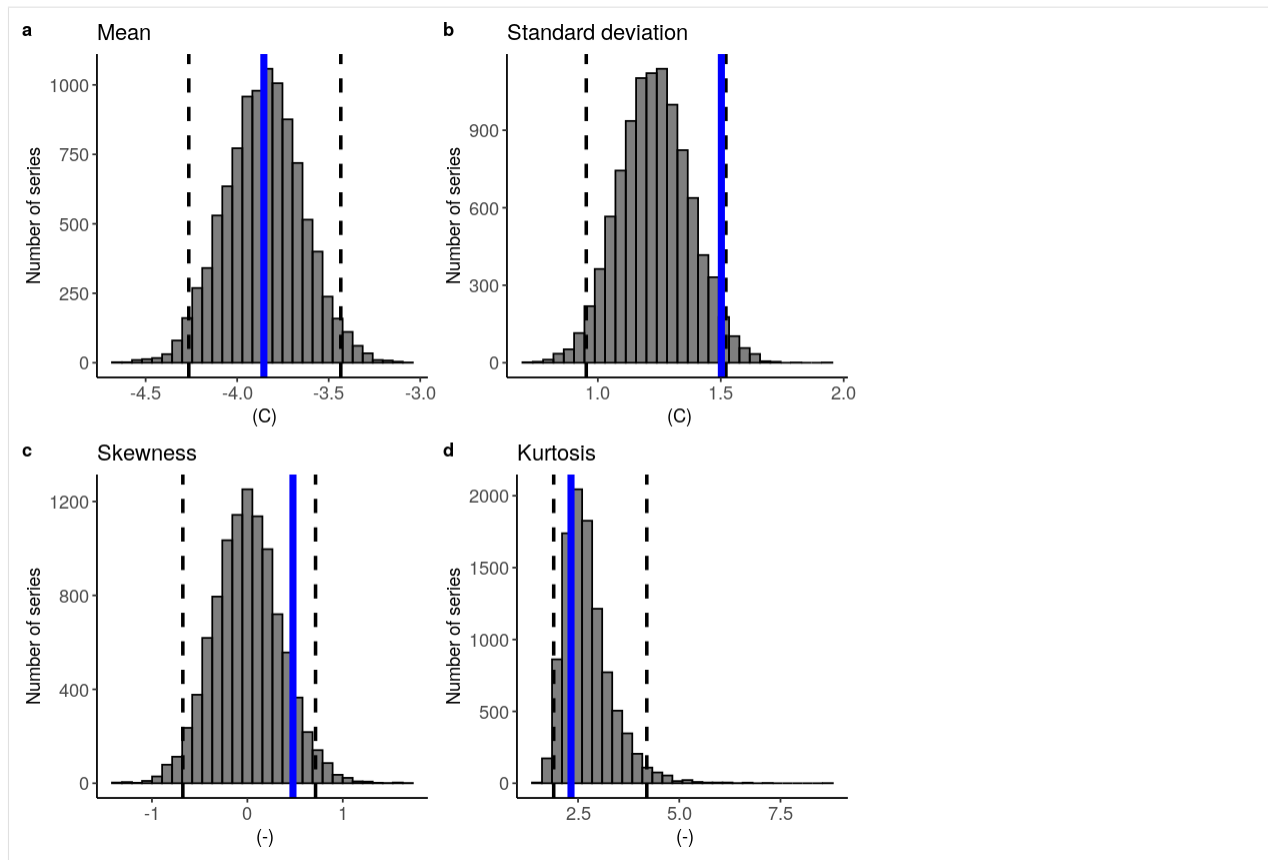 a Mean
Number of series
1000
750
500
250
0
-4.5 -4.0 -3.5 -3.0
(C)
b Standard deviation
Number of series
900
600
300
0
1.0 1.5 2.0
(C)
c Skewness
Number of series
1200
800
400
0
-1 0 1
(-)
d Kurtosis
Number of series
2000
1500
1000
500
0
2.5 5.0 7.5
(-)